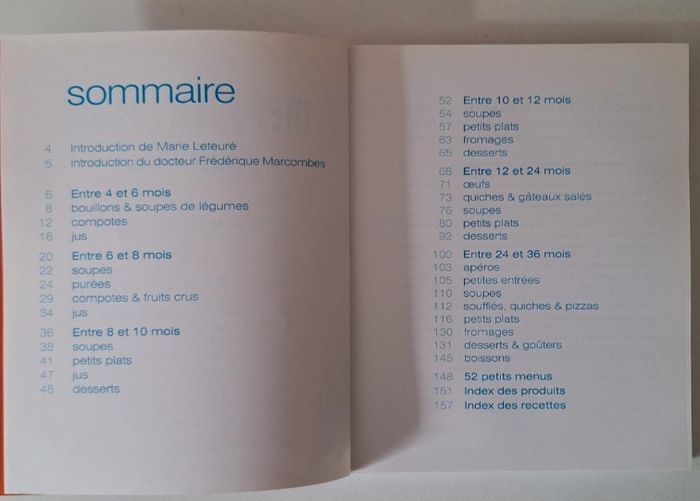 sommaire
4 Introduction de Marie Leteuré
5 Introduction du docteur Frédérique Marcombes
6 Entre 4 et 6 mois
8 bouillons & soupes de légumes
12 compotes
16 jus
20 Entre 6 et 8 mois
22 soupes
24 purées
29 compotes & fruits crus
34 jus
36 Entre 8 et 10 mois
38 soupes
41 petits plats
47 jus
48 desserts
52 Entre 10 et 12 mois
54 soupes
57 petits plats
63 fromages
65 desserts
68 Entre 12 et 24 mois
71 œufs
73 quiches & gâteaux salés
76 soupes
80 petits plats
92 desserts
100 Entre 24 et 36 mois
103 apéros
105 petites entrées
110 soupes
112 soufflés, quiches & pizzas
116 petits plats
130 fromages
131 desserts & goûters
145 boissons
148 52 petits menus
151 Index des produits
157 Index des recettes